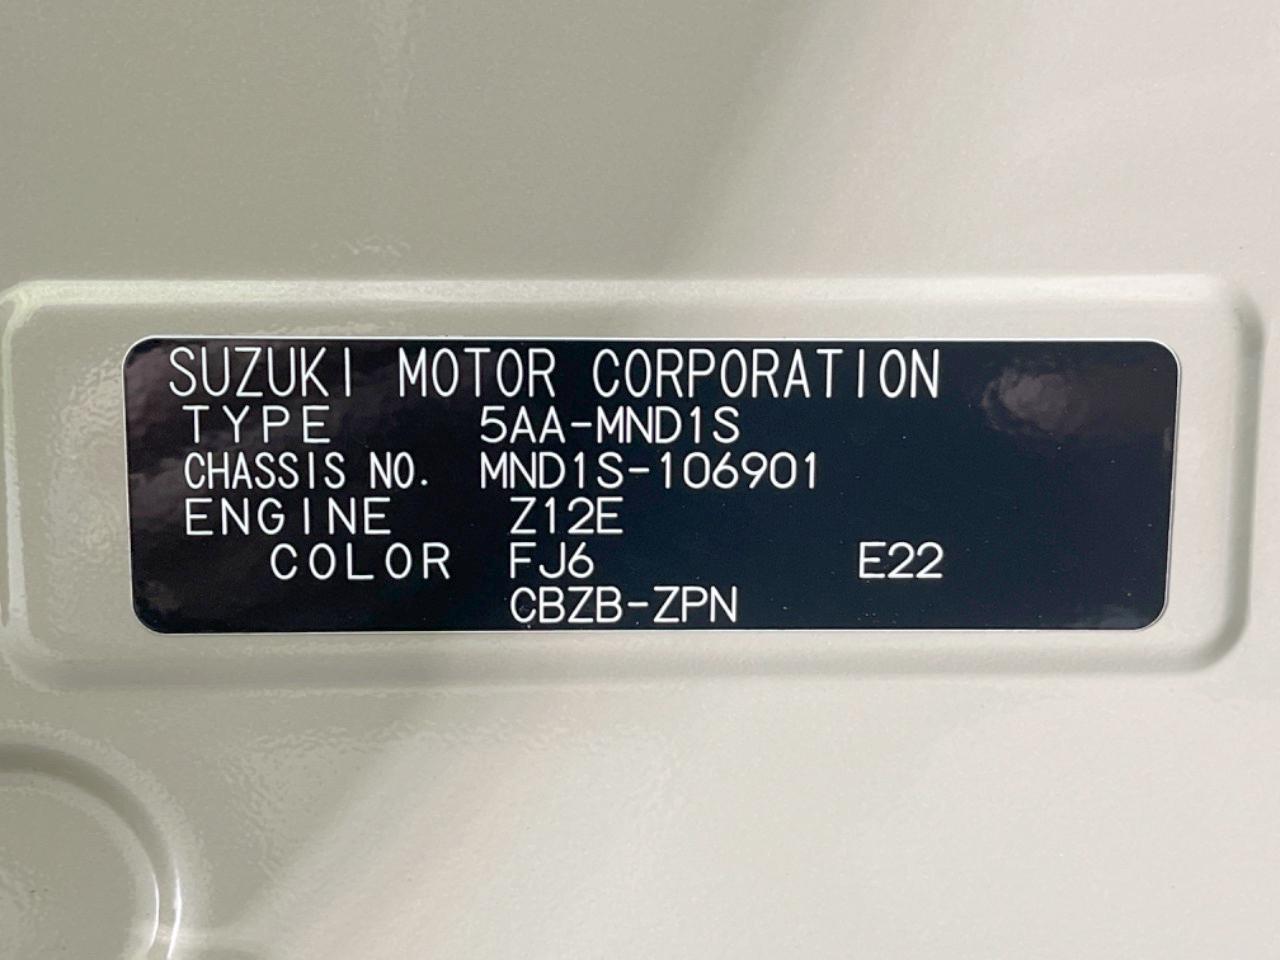 SUZUKI MOTOR CORPORATION
TYPE 5AA-MND1S
CHASSIS NO. MND1S-106901
ENGINE Z12E
COLOR FJ6 E22
CBZB-ZPN